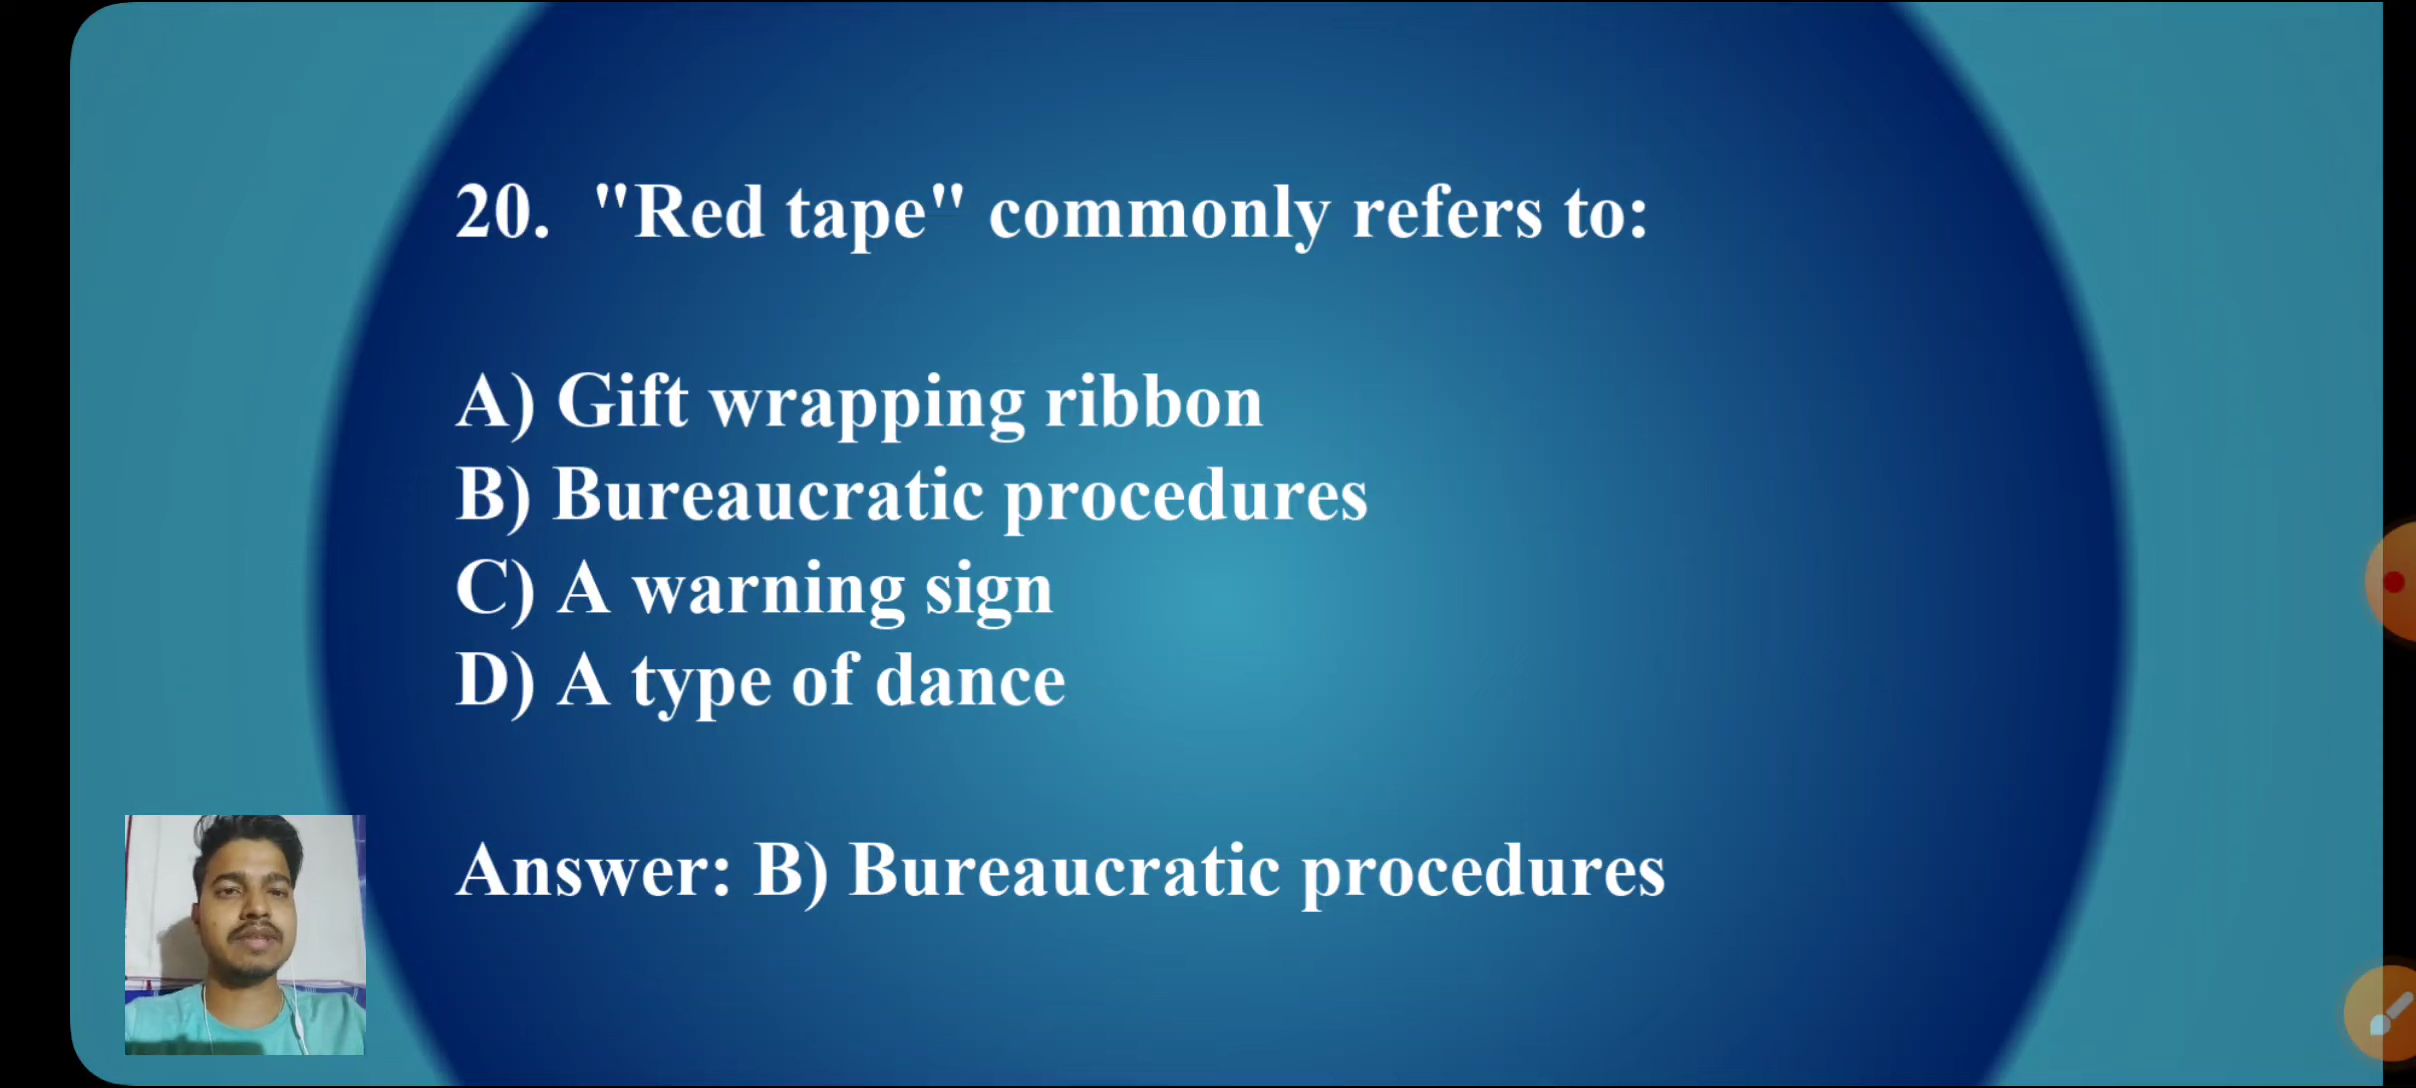 20. "Red tape" commonly refers to:
A) Gift wrapping ribbon
B) Bureaucratic procedures
C) A warning sign
D) A type of dance
Answer: B) Bureaucratic procedures